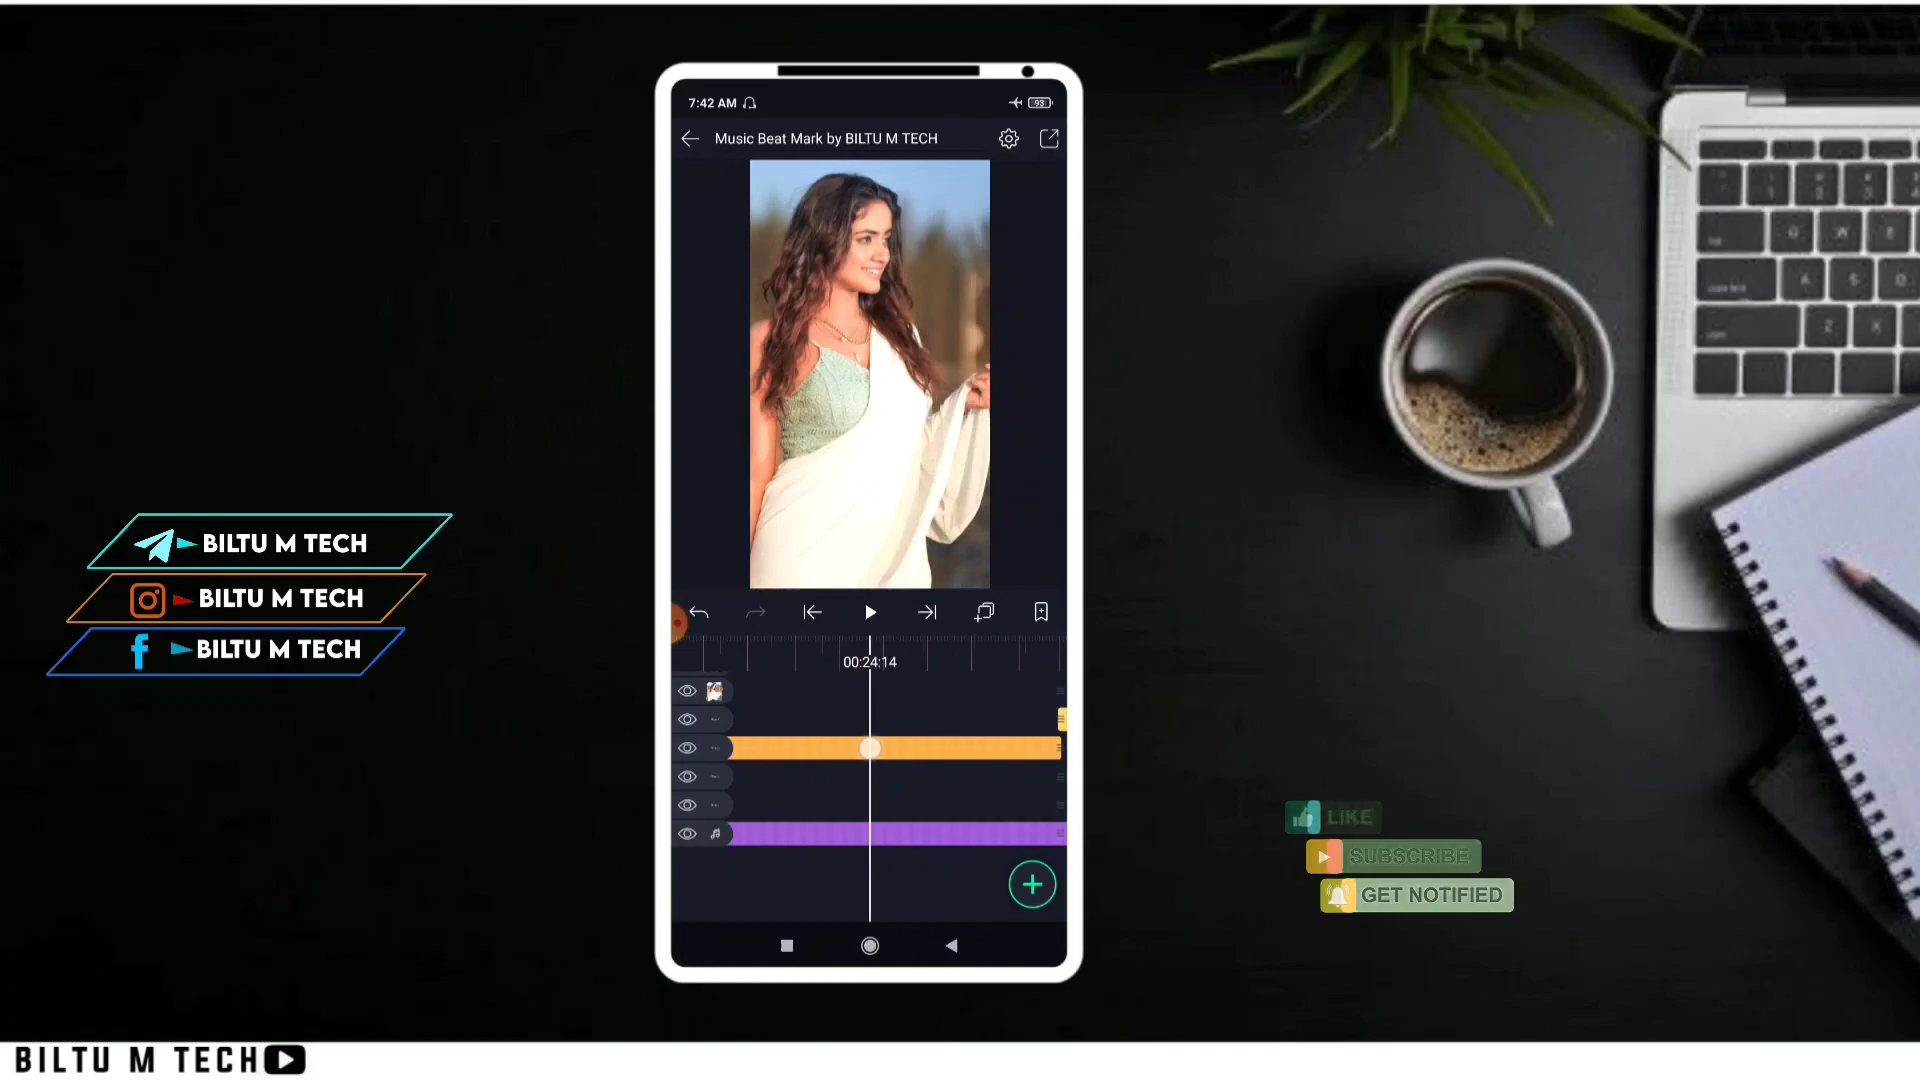 7:42 AM
93
Music Beat Mark by BILTU M TECH
BILTU M TECH
BILTU M TECH
BILTU M TECH
00:24:14
LIKE
SUBSCRIBE
GET NOTIFIED
BILTU M TECH